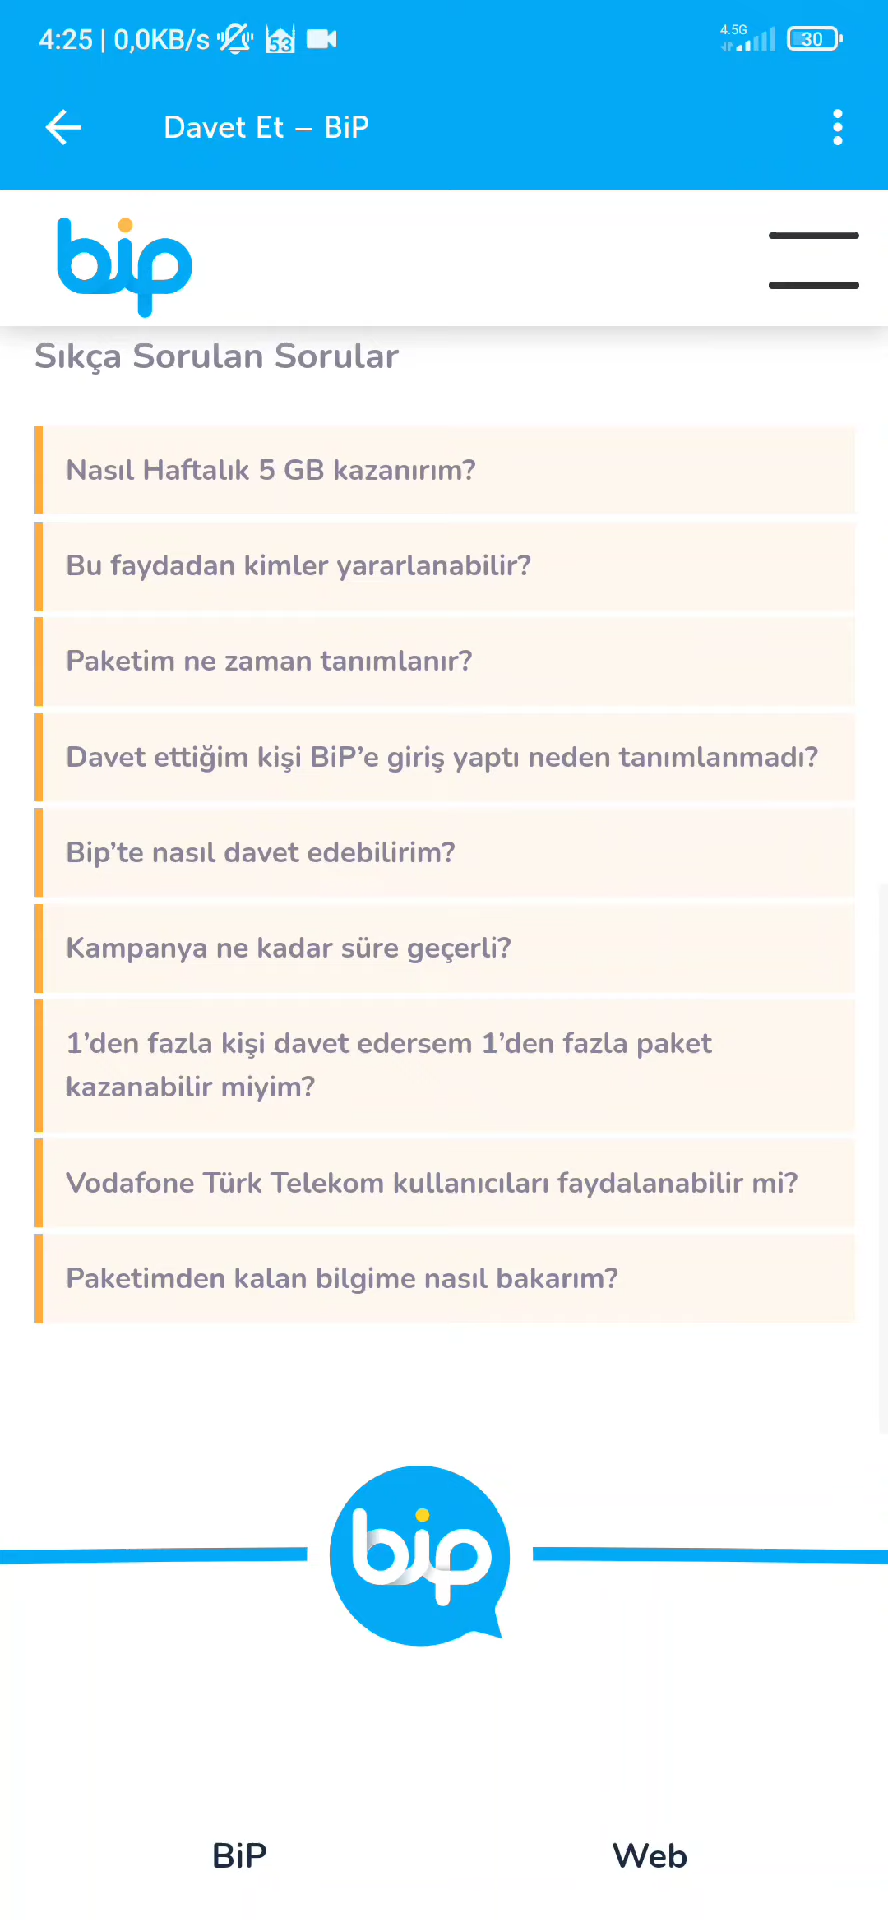 4:25 | 0,0KB/s 53 4.5G 30
Davet Et – BiP
bip
Sıkça Sorulan Sorular
Nasıl Haftalık 5 GB kazanırım?
Bu faydadan kimler yararlanabilir?
Paketim ne zaman tanımlanır?
Davet ettiğim kişi BiP’e giriş yaptı neden tanımlanmadı?
Bip’te nasıl davet edebilirim?
Kampanya ne kadar süre geçerli?
1’den fazla kişi davet edersem 1’den fazla paket
kazanabilir miyim?
Vodafone Türk Telekom kullanıcıları faydalanabilir mi?
Paketimden kalan bilgime nasıl bakarım?
bip
BiP Web